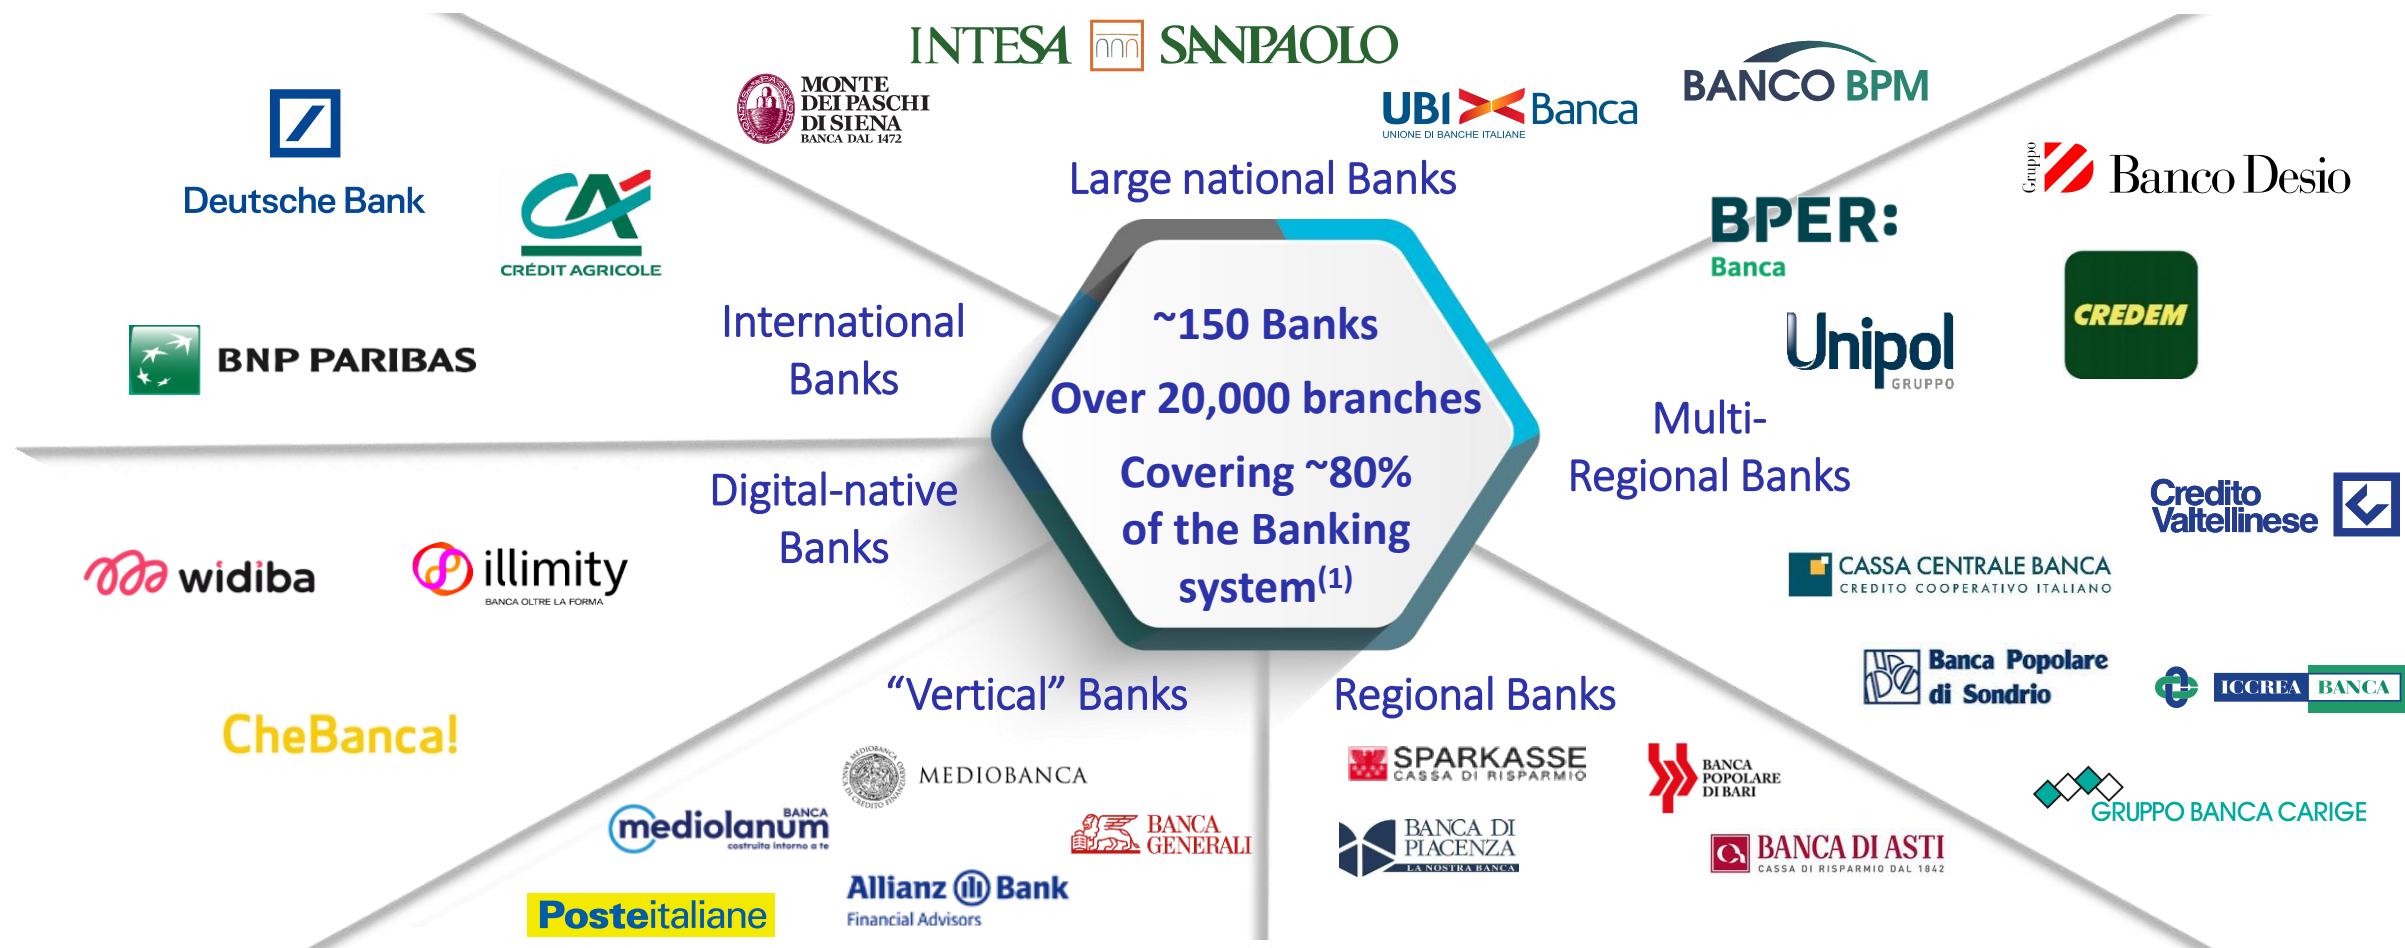 INTESA SANPAOLO
MONTE
DEI PASCHI
DI SIENA
BANCA DAL 1472
UBI Banca
UNIONE DI BANCHE ITALIANE
BANCO BPM
Large national Banks
Deutsche Bank
CRÉDIT AGRICOLE
BNP PARIBAS
International
Banks
Gruppo
Banco Desio
BPER:
Banca
CREDEM
Unipol
GRUPPO
Multi-
Regional Banks
Credito
Valtellinese
CASSA CENTRALE BANCA
CREDITO COOPERATIVO ITALIANO
Banca Popolare
di Sondrio
ICCREA BANCA
GRUPPO BANCA CARIGE
~150 Banks
Over 20,000 branches
Covering ~80%
of the Banking
system(1)
Digital-native
Banks
widiba
illimity
BANCA OLTRE LA FORMA
CheBanca!
“Vertical” Banks
MEDIOBANCA
BANCA
mediolanum
costruita intorno a te
BANCA
GENERALI
Allianz Bank
Financial Advisors
Posteitaliane
Regional Banks
SPARKASSE
CASSA DI RISPARMIO
BANCA
POPOLARE
DI BARI
BANCA DI
PIACENZA
LA NOSTRA BANCA
BANCA DI ASTI
CASSA DI RISPARMIO DAL 1842